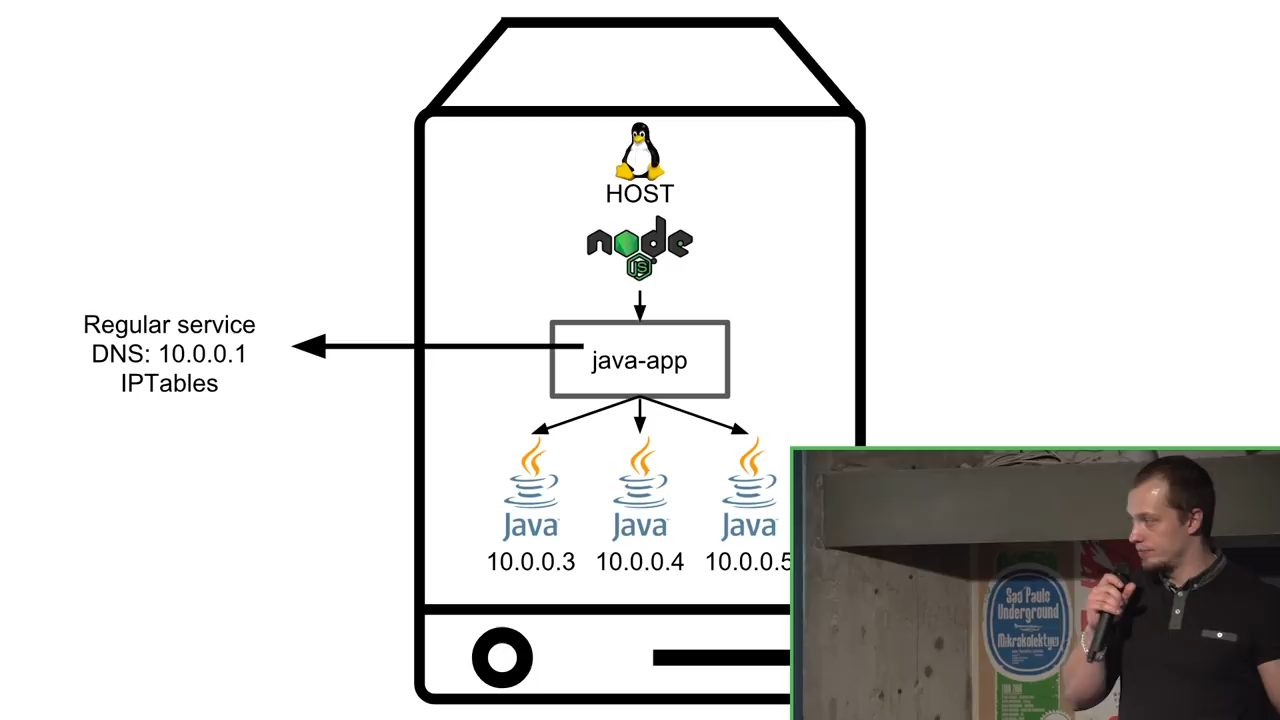 HOST
node
JS
Regular service
DNS: 10.0.0.1
IPTables
java-app
Java
Java
Java
10.0.0.3
10.0.0.4
10.0.0.5
Sao Paulo
Underground
Mikrokolektyw